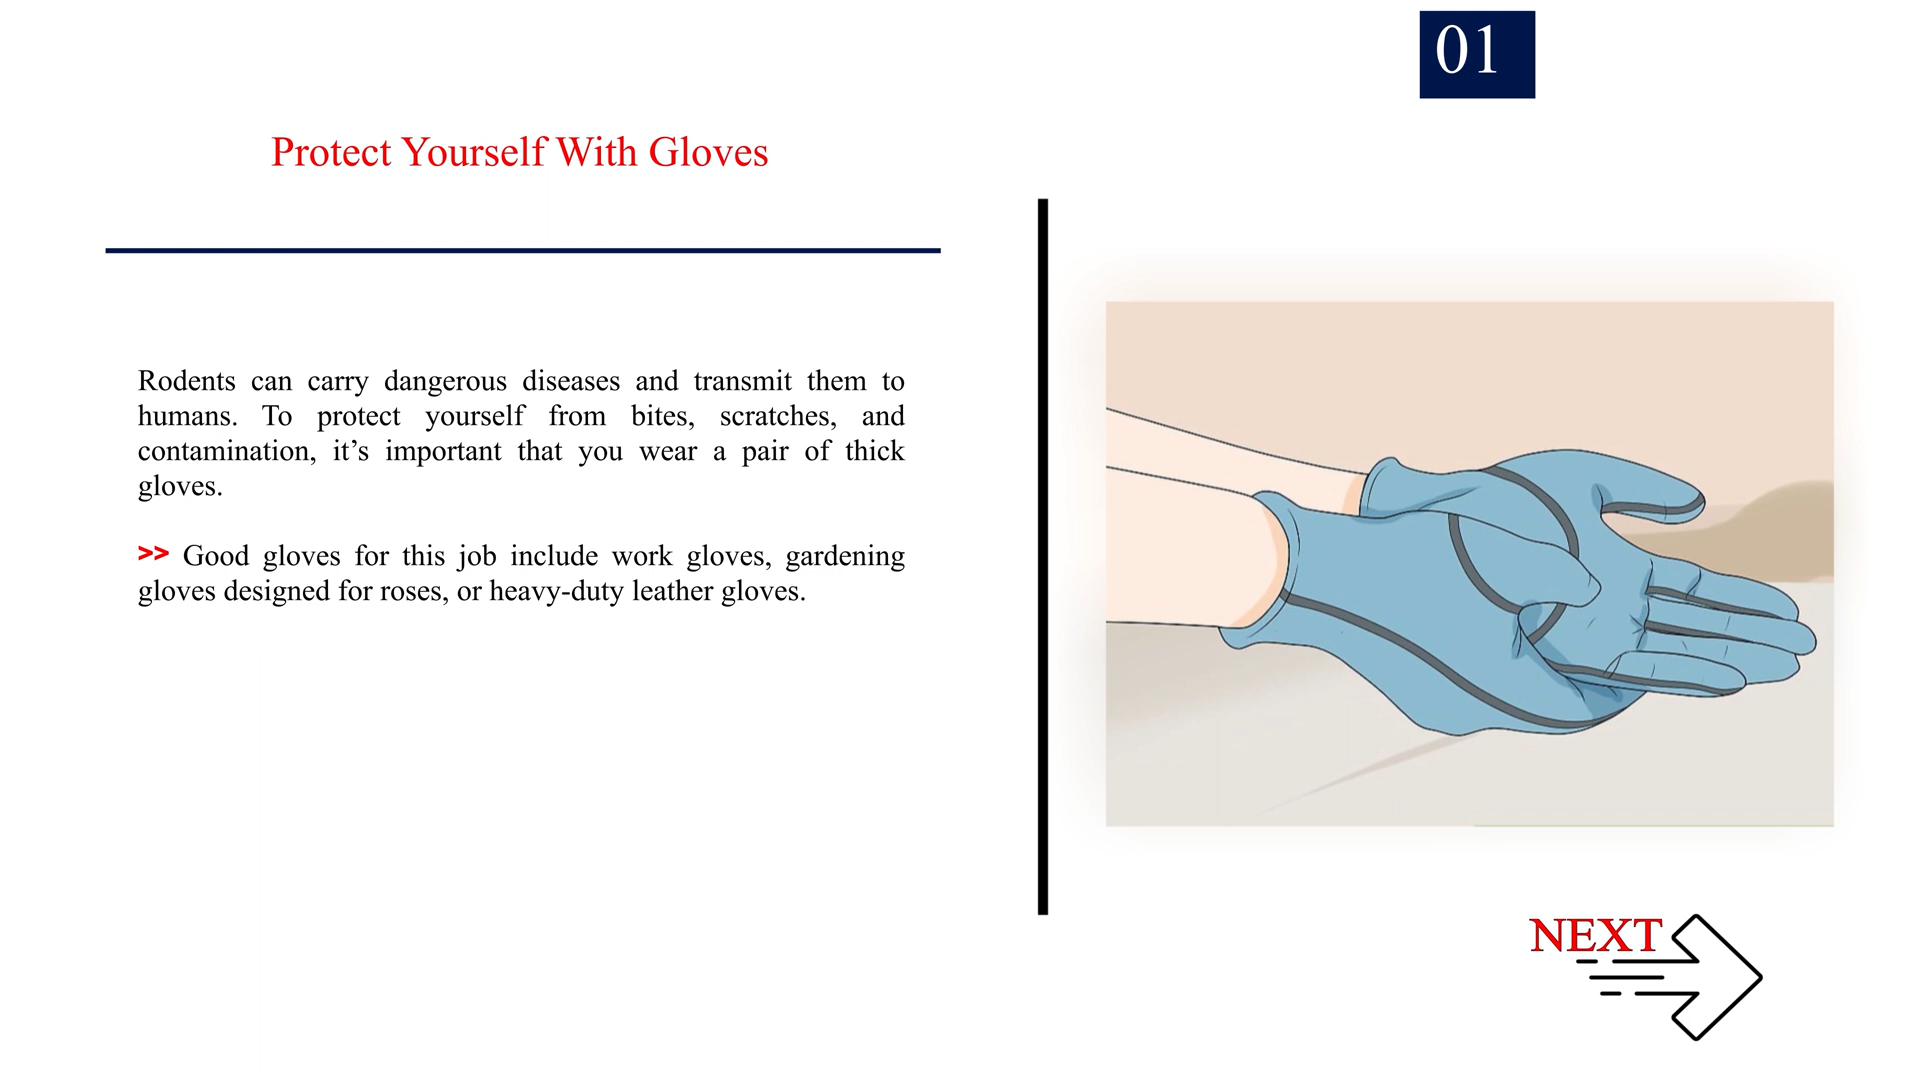 01
Protect Yourself With Gloves
Rodents can carry dangerous diseases and transmit them to
humans. To protect yourself from bites, scratches, and
contamination, it’s important that you wear a pair of thick
gloves.
>> Good gloves for this job include work gloves, gardening
gloves designed for roses, or heavy-duty leather gloves.
NEXT